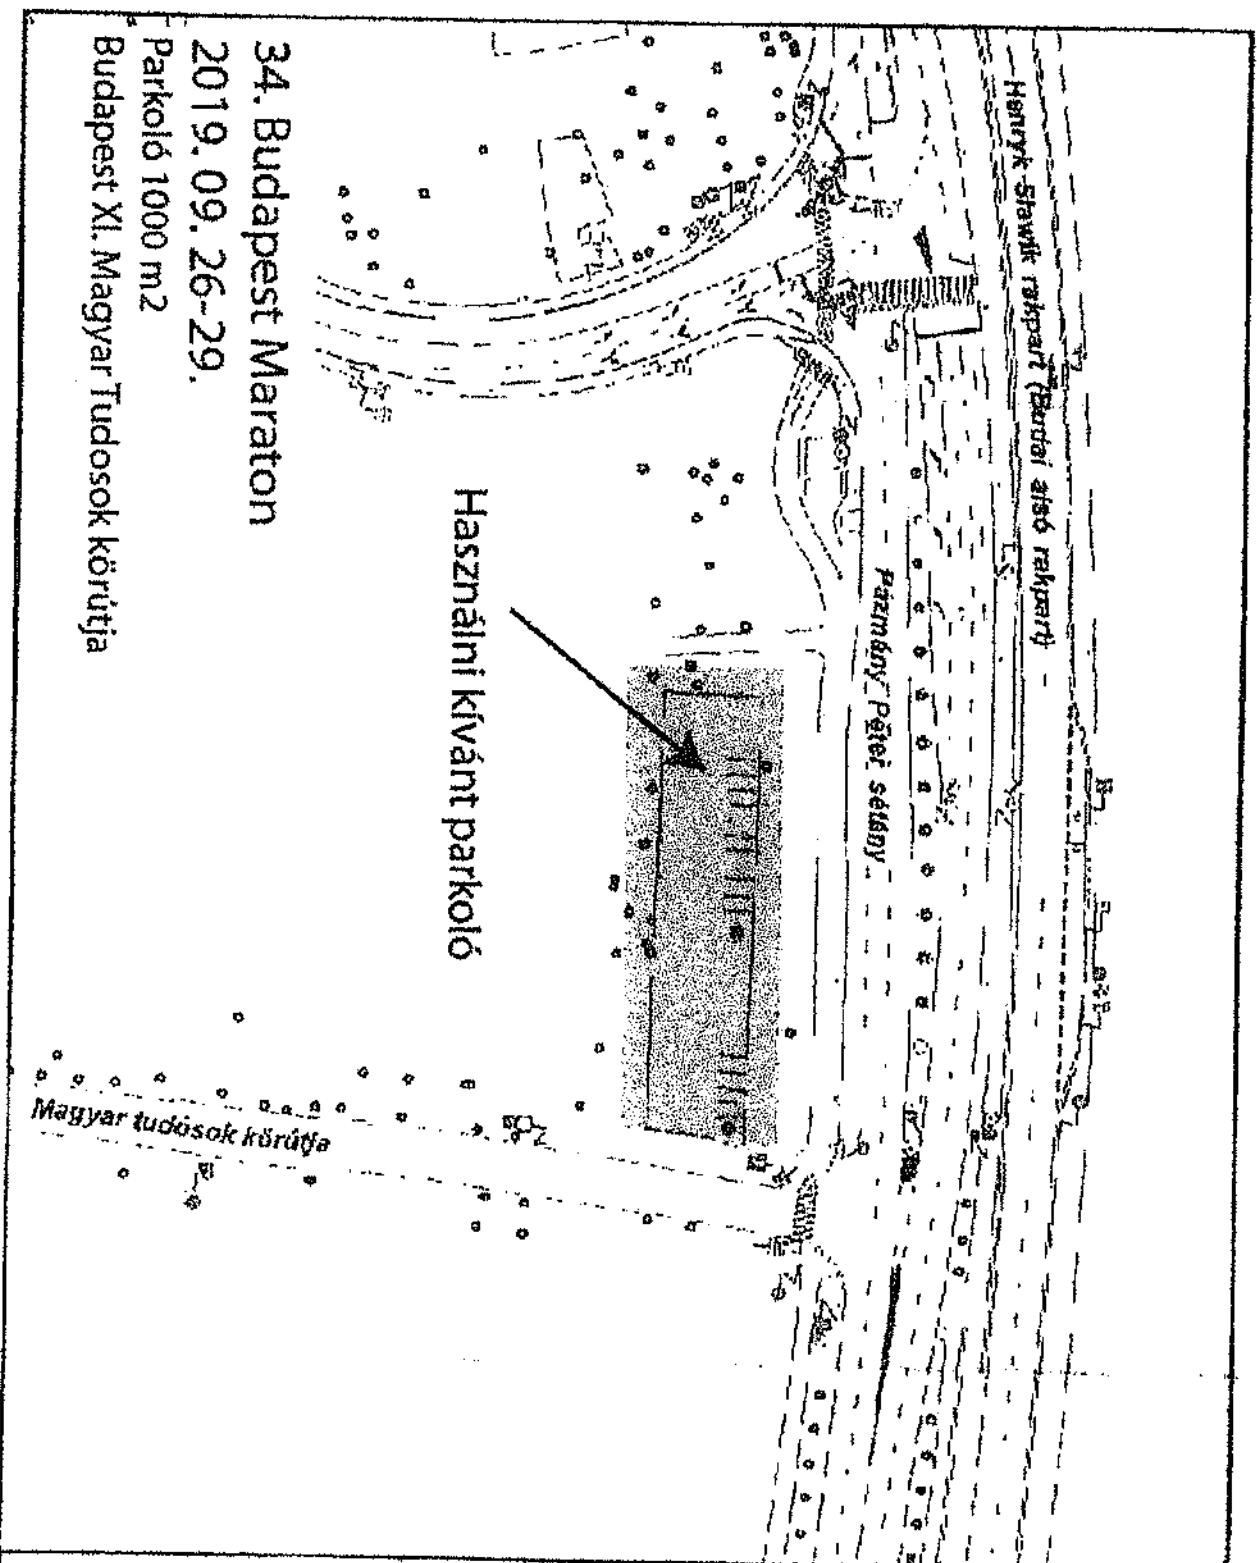 Henryk Sławik rakpart (Budai alsó rakpart)
Pázmány Péter sétány
Használni kívánt parkoló
Magyar tudósok körútja
34. Budapest Maraton
2019. 09. 26-29.
Parkoló 1000 m2
Budapest XI. Magyar Tudosok körútja